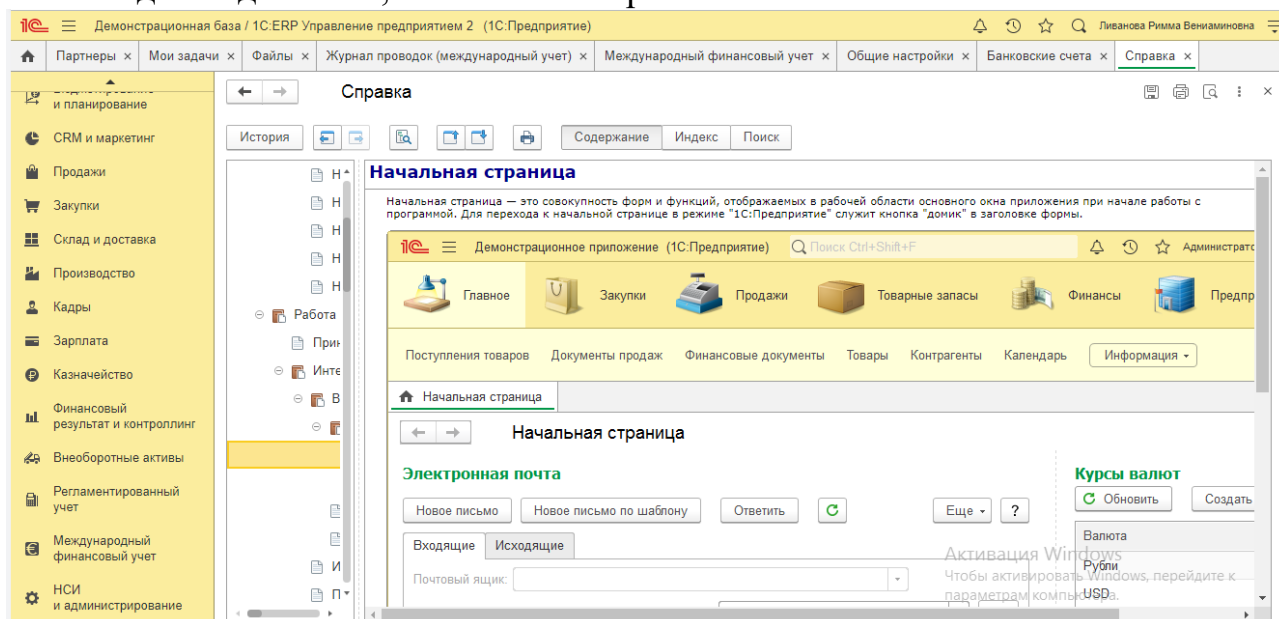 Демонстрационная база / 1С:ERP Управление предприятием 2 (1С:Предприятие)
Ливанова Римма Вениаминовна
Партнеры × Мои задачи × Файлы × Журнал проводок (международный учет) × Международный финансовый учет × Общие настройки × Банковские счета × Справка ×
и планирование
CRM и маркетинг
Продажи
Закупки
Склад и доставка
Производство
Кадры
Зарплата
Казначейство
Финансовый
результат и контроллинг
Внеоборотные активы
Регламентированный
учет
Международный
финансовый учет
НСИ
и администрирование
Справка
История
Содержание Индекс Поиск
Н
Н
Н
Н
Н
Работа
При
Инте
В
И
П
Начальная страница
Начальная страница — это совокупность форм и функций, отображаемых в рабочей области основного окна приложения при начале работы с
программой. Для перехода к начальной странице в режиме "1С:Предприятие" служит кнопка "домик" в заголовке формы.
Демонстрационное приложение (1С:Предприятие) Поиск Ctrl+Shift+F Администратс
Главное Закупки Продажи Товарные запасы Финансы Предпр
Поступления товаров Документы продаж Финансовые документы Товары Контрагенты Календарь Информация
Начальная страница
Начальная страница
Электронная почта
Новое письмо Новое письмо по шаблону Ответить Еще ?
Входящие Исходящие
Почтовый ящик:
Курсы валют
Обновить Создать
Валюта
Рубли
USD
Активация Windows
Чтобы активировать Windows, перейдите к
параметрам компьютера.